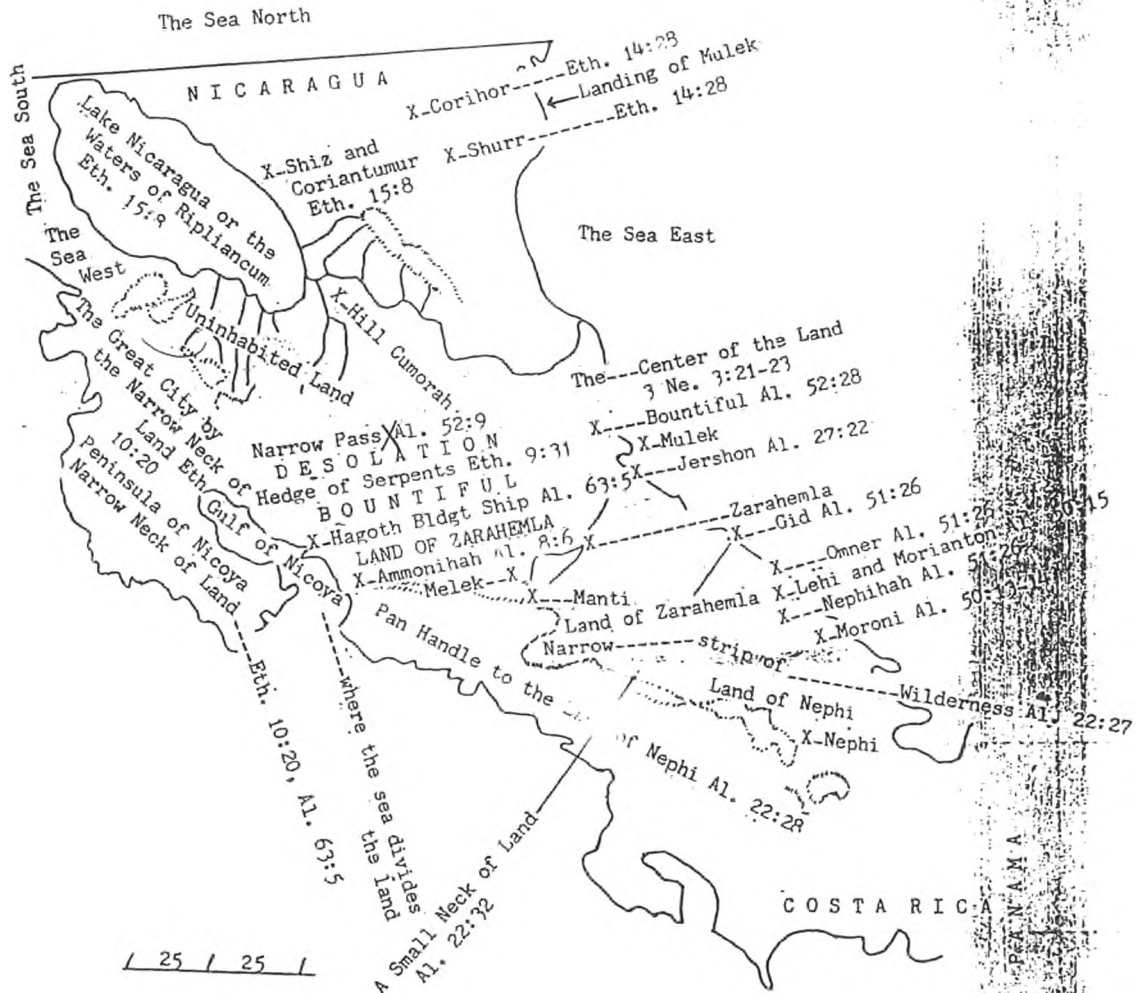 The Sea North
The Sea South
NICARAGUA
X-Corihor-----Eth. 14:28
←Landing of Mulek
X-Shurr-------Eth. 14:28
Lake Nicaragua or the
Waters of Ripliancum
Eth. 15:8
X-Shiz and
Coriantumur
Eth. 15:8
The Sea East
The
Sea
West
Uninhabited Land
X-Hill Cumorah
The Great City by
the Narrow Neck of
Land Eth.
10:20
Peninsula of Nicoya
Narrow Neck of Land
----Eth. 10:20, Al. 63:5
Gulf of Nicoya
The---Center of the Land
3 Ne. 3:21-23
X----Bountiful Al. 52:28
X-Mulek
X---Jershon Al. 27:22
Narrow Pass X Al. 52:9
DESOLATION
Hedge of Serpents Eth. 9:31
BOUNTIFUL
X-Hagoth Bldgt Ship Al. 63:5
LAND OF ZARAHEMLA
X-Ammonihah Al. 8:6
X---------Zarahemla
X--Gid Al. 51:26
Melek--X
X---Manti
X---Omner Al. 51:26
X-Lehi and Morianton Al.
X---Nephihah Al.
X-Moroni Al.
Land of Zarahemla
Narrow------strip of--------Wilderness Al. 22:27
Pan Handle to the
of Nephi Al. 22:28
Land of Nephi
X-Nephi
-----where the sea divides
the land
A Small Neck of Land
Al. 22:32
COSTA RICA
PANAMA
/ 25 / 25 /